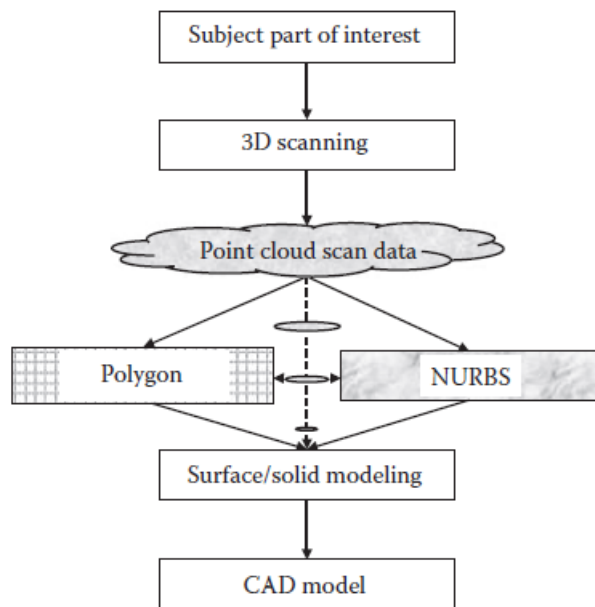 Subject part of interest
3D scanning
Point cloud scan data
Polygon
NURBS
Surface/solid modeling
CAD model